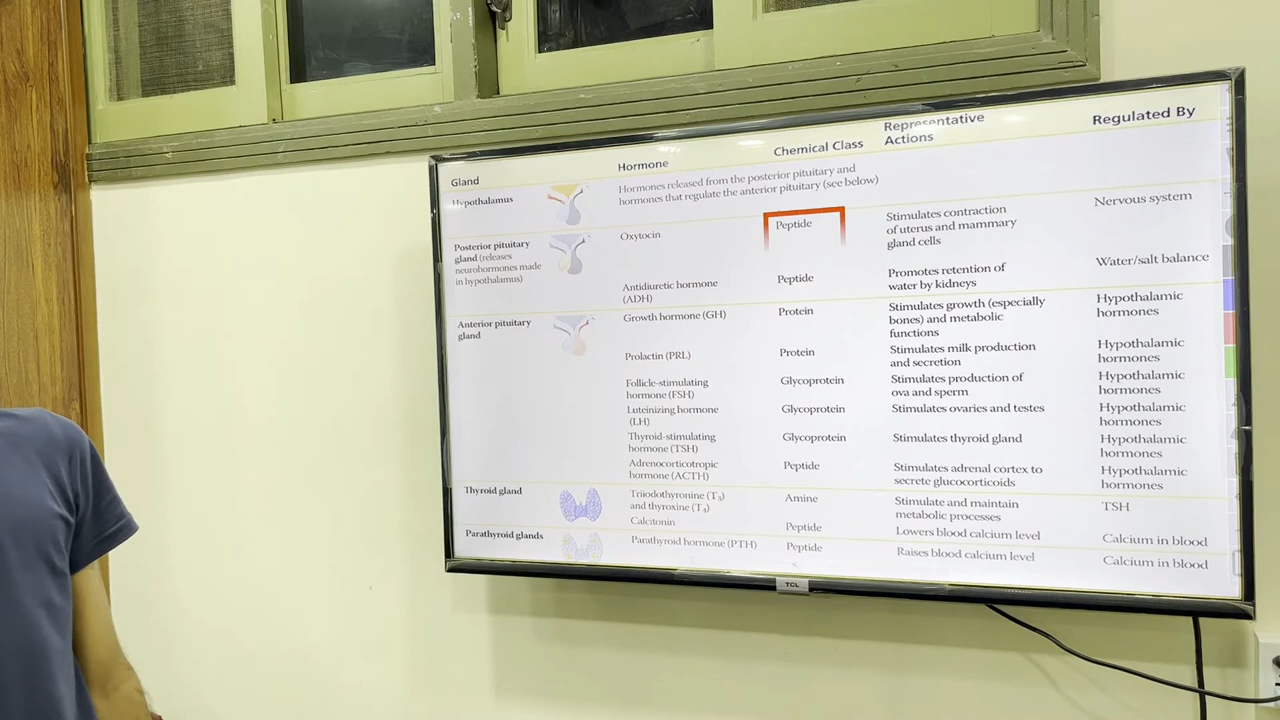 Gland Hormone Chemical Class Representative Actions Regulated By
Hypothalamus
Hormones released from the posterior pituitary and
hormones that regulate the anterior pituitary (see below)
Posterior pituitary
gland (releases
neurohormones made
in hypothalamus)
Oxytocin
Peptide
Stimulates contraction
of uterus and mammary
gland cells
Nervous system
Antidiuretic hormone
(ADH)
Peptide
Promotes retention of
water by kidneys
Water/salt balance
Anterior pituitary
gland
Growth hormone (GH)
Protein
Stimulates growth (especially
bones) and metabolic
functions
Hypothalamic
hormones
Prolactin (PRL)
Protein
Stimulates milk production
and secretion
Hypothalamic
hormones
Follicle-stimulating
hormone (FSH)
Glycoprotein
Stimulates production of
ova and sperm
Hypothalamic
hormones
Luteinizing hormone
(LH)
Glycoprotein
Stimulates ovaries and testes
Hypothalamic
hormones
Thyroid-stimulating
hormone (TSH)
Glycoprotein
Stimulates thyroid gland
Hypothalamic
hormones
Adrenocorticotropic
hormone (ACTH)
Peptide
Stimulates adrenal cortex to
secrete glucocorticoids
Hypothalamic
hormones
Thyroid gland
Triiodothyronine (T3)
and thyroxine (T4)
Amine
Stimulate and maintain
metabolic processes
TSH
Calcitonin
Peptide
Lowers blood calcium level
Calcium in blood
Parathyroid glands
Parathyroid hormone (PTH)
Peptide
Raises blood calcium level
Calcium in blood
TCL